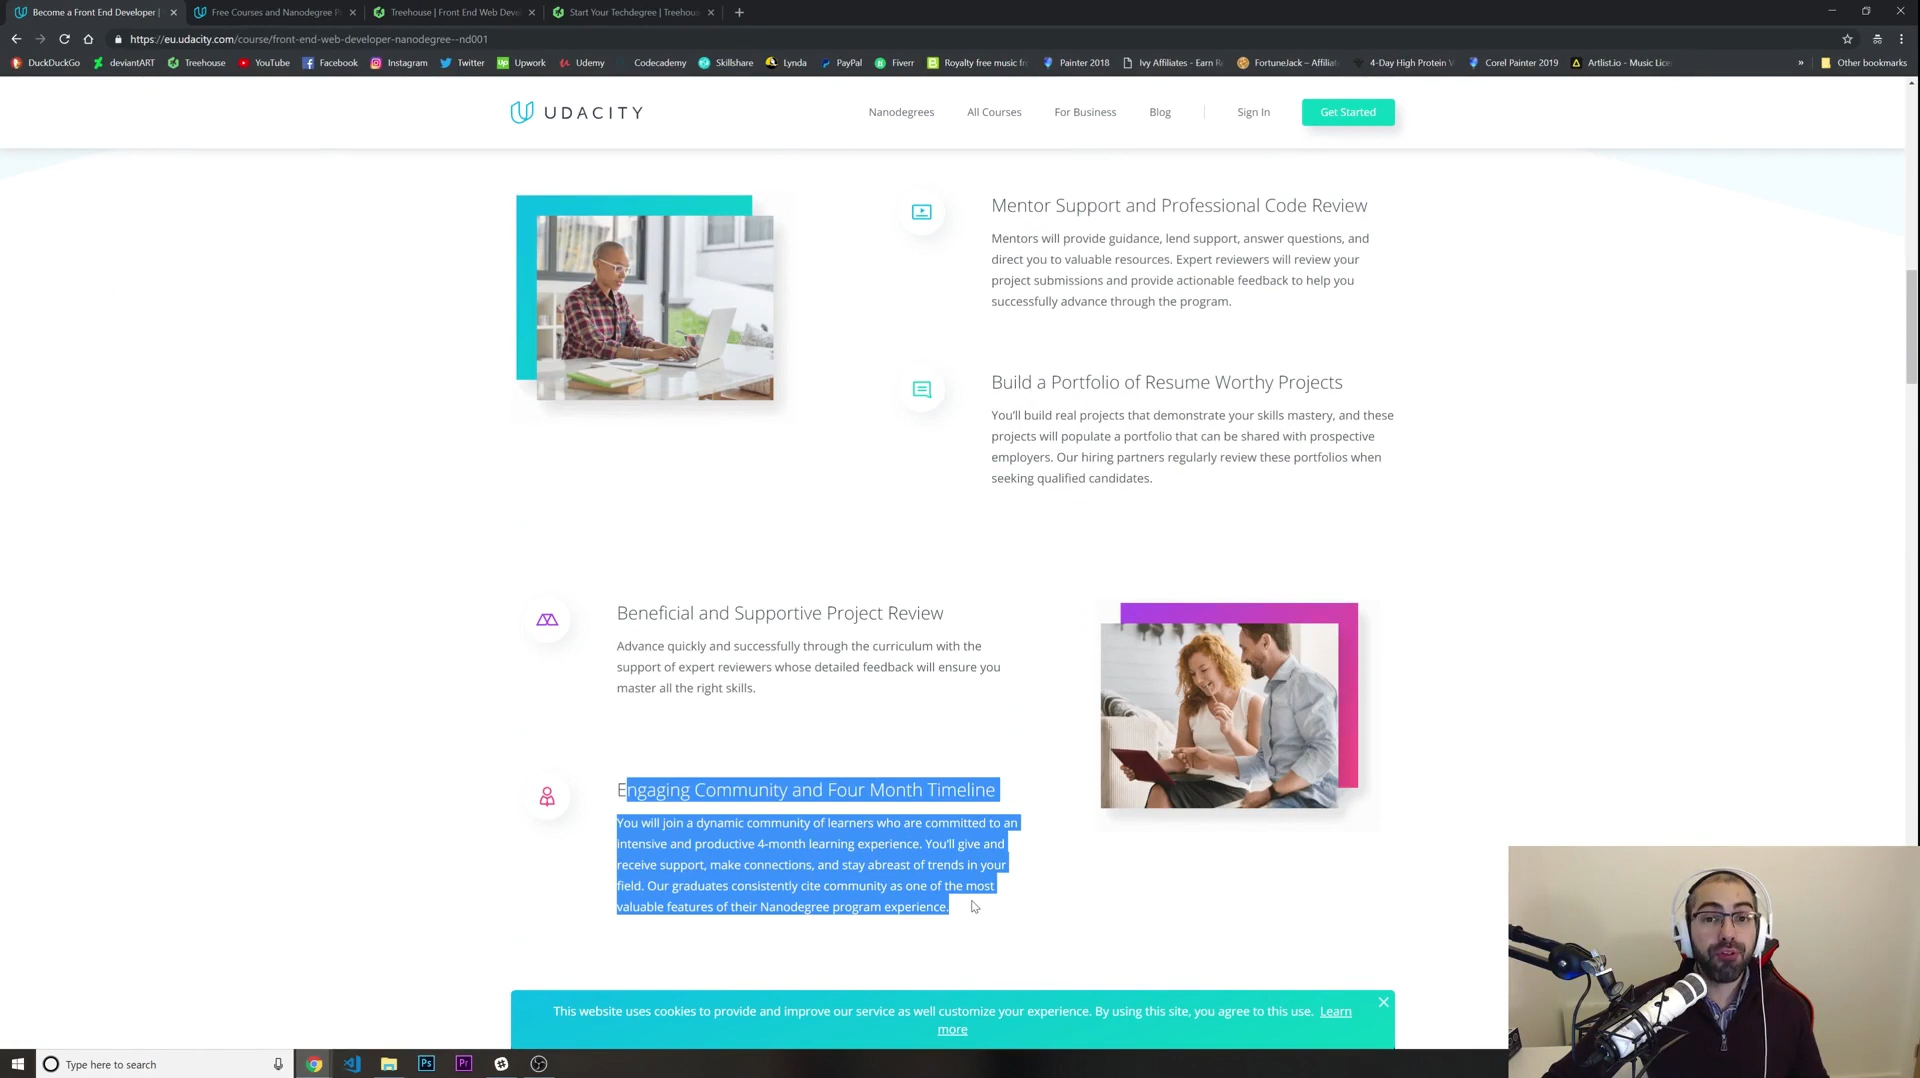 Become a Front End Developer |
Free Courses and Nanodegree P
Treehouse | Front End Web Deve
Start Your Techdegree | Treehous
https://eu.udacity.com/course/front-end-web-developer-nanodegree--nd001
DuckDuckGo
deviantART
Treehouse
YouTube
Facebook
Instagram
Twitter
Upwork
Udemy
Codecademy
Skillshare
Lynda
PayPal
Fiverr
Royalty free music fr
Painter 2018
Ivy Affiliates - Earn R
FortuneJack – Affiliat
4-Day High Protein
Corel Painter 2019
Artlist.io - Music Lice
Other bookmarks
UDACITY
Nanodegrees
All Courses
For Business
Blog
Sign In
Get Started
Mentor Support and Professional Code Review
Mentors will provide guidance, lend support, answer questions, and
direct you to valuable resources. Expert reviewers will review your
project submissions and provide actionable feedback to help you
successfully advance through the program.
Build a Portfolio of Resume Worthy Projects
You'll build real projects that demonstrate your skills mastery, and these
projects will populate a portfolio that can be shared with prospective
employers. Our hiring partners regularly review these portfolios when
seeking qualified candidates.
Beneficial and Supportive Project Review
Advance quickly and successfully through the curriculum with the
support of expert reviewers whose detailed feedback will ensure you
master all the right skills.
Engaging Community and Four Month Timeline
You will join a dynamic community of learners who are committed to an
intensive and productive 4-month learning experience. You'll give and
receive support, make connections, and stay abreast of trends in your
field. Our graduates consistently cite community as one of the most
valuable features of their Nanodegree program experience.
This website uses cookies to provide and improve our service as well customize your experience. By using this site, you agree to this use. Learn
more
Type here to search
Ps
Pr